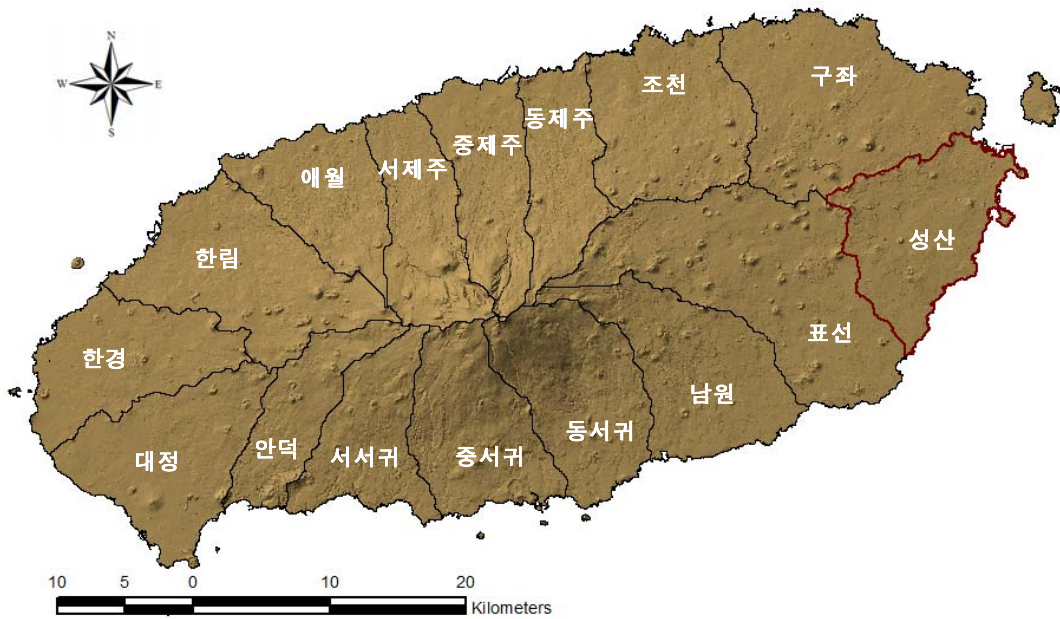 N
W E
S
구좌
조천
동제주
중제주
서제주
애월
한림
성산
표선
한경
남원
동서귀
중서귀
서서귀
안덕
대정
10 5 0 10 20
Kilometers